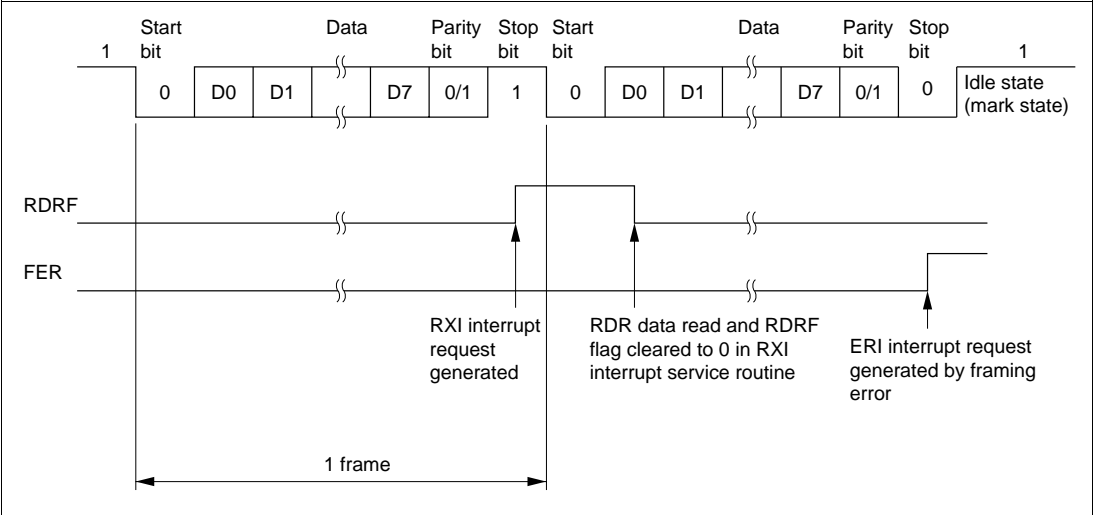 Start Data Parity Stop Start Data Parity Stop
1 bit bit bit bit bit bit 1
0 D0 D1 D7 0/1 1 0 D0 D1 D7 0/1 0 Idle state
(mark state)
RDRF
FER
RXI interrupt
request
generated
RDR data read and RDRF
flag cleared to 0 in RXI
interrupt service routine
ERI interrupt request
generated by framing
error
1 frame